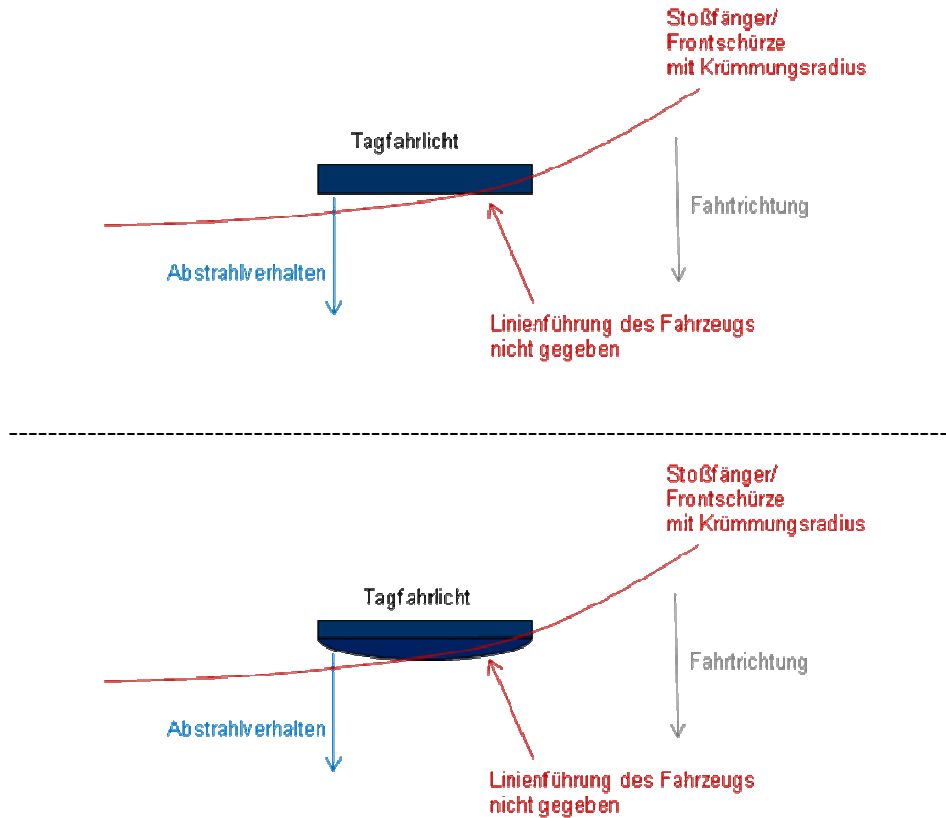 Stoßfänger/
Frontschürze
mit Krümmungsradius
Tagfahrlicht
Fahrtrichtung
Abstrahlverhalten
Linienführung des Fahrzeugs
nicht gegeben
Stoßfänger/
Frontschürze
mit Krümmungsradius
Tagfahrlicht
Fahrtrichtung
Abstrahlverhalten
Linienführung des Fahrzeugs
nicht gegeben